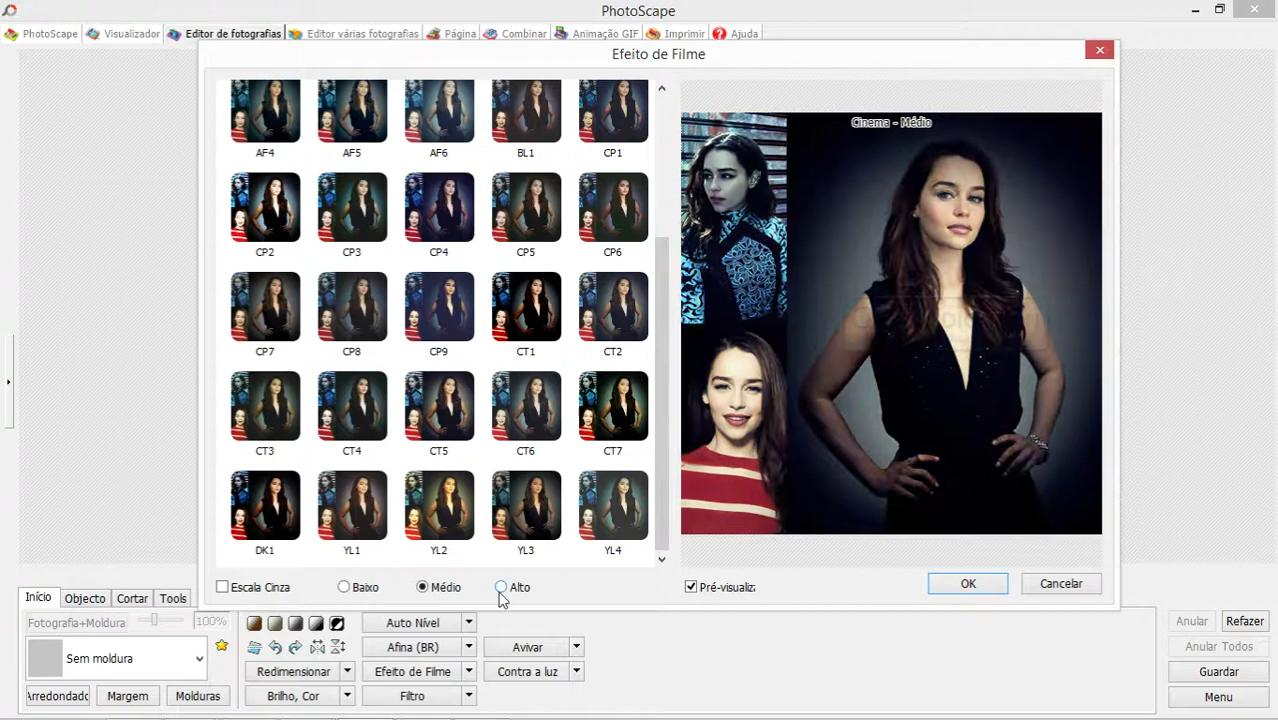 PhotoScape
PhotoScape Visualizador Editor de fotografias Editor várias fotografias Página Combinar Animação GIF Imprimir Ajuda
Efeito de Filme
Cinema - Médio
AF4 AF5 AF6 BL1 CP1
CP2 CP3 CP4 CP5 CP6
CP7 CP8 CP9 CT1 CT2
CT3 CT4 CT5 CT6 CT7
DK1 YL1 YL2 YL3 YL4
Escala Cinza Baixo Médio Alto Pré-visualiz OK Cancelar
Início Objecto Cortar Tools
Fotografia+Moldura 100% Auto Nível Anular Refazer
Sem moldura Afina (BR) Avivar Anular Todos
Redimensionar Efeito de Filme Contra a luz Guardar
Arredondado Margem Molduras Brilho, Cor Filtro Menu